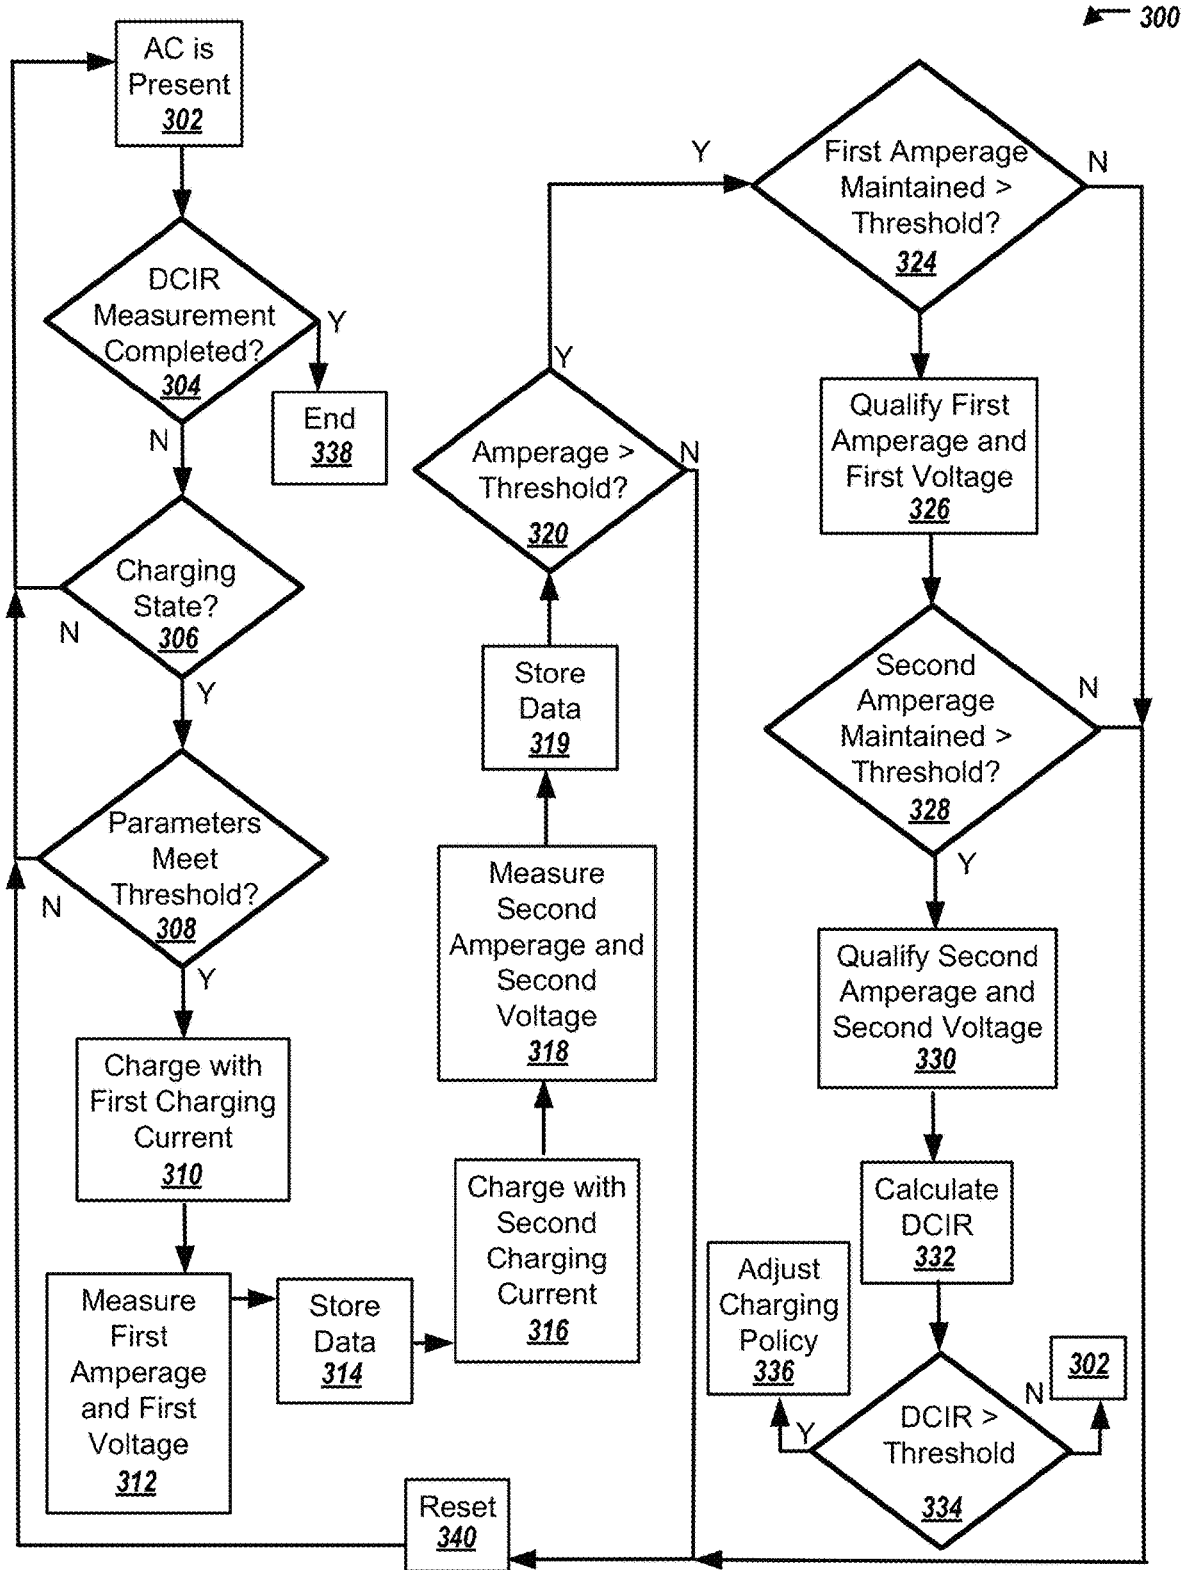 300
AC is
Present
302
DCIR
Measurement
Completed?
304
Y
N
End
338
Charging
State?
306
N
Y
Parameters
Meet
Threshold?
308
N
Y
Charge with
First Charging
Current
310
Measure
First
Amperage
and First
Voltage
312
Store
Data
314
Charge with
Second
Charging
Current
316
Measure
Second
Amperage and
Second
Voltage
318
Store
Data
319
Amperage >
Threshold?
320
Y
N
Y
First Amperage
Maintained >
Threshold?
324
N
Qualify First
Amperage and
First Voltage
326
Second
Amperage
Maintained >
Threshold?
328
N
Y
Qualify Second
Amperage and
Second Voltage
330
Calculate
DCIR
332
DCIR >
Threshold
334
Y
N
Adjust
Charging
Policy
336
302
Reset
340